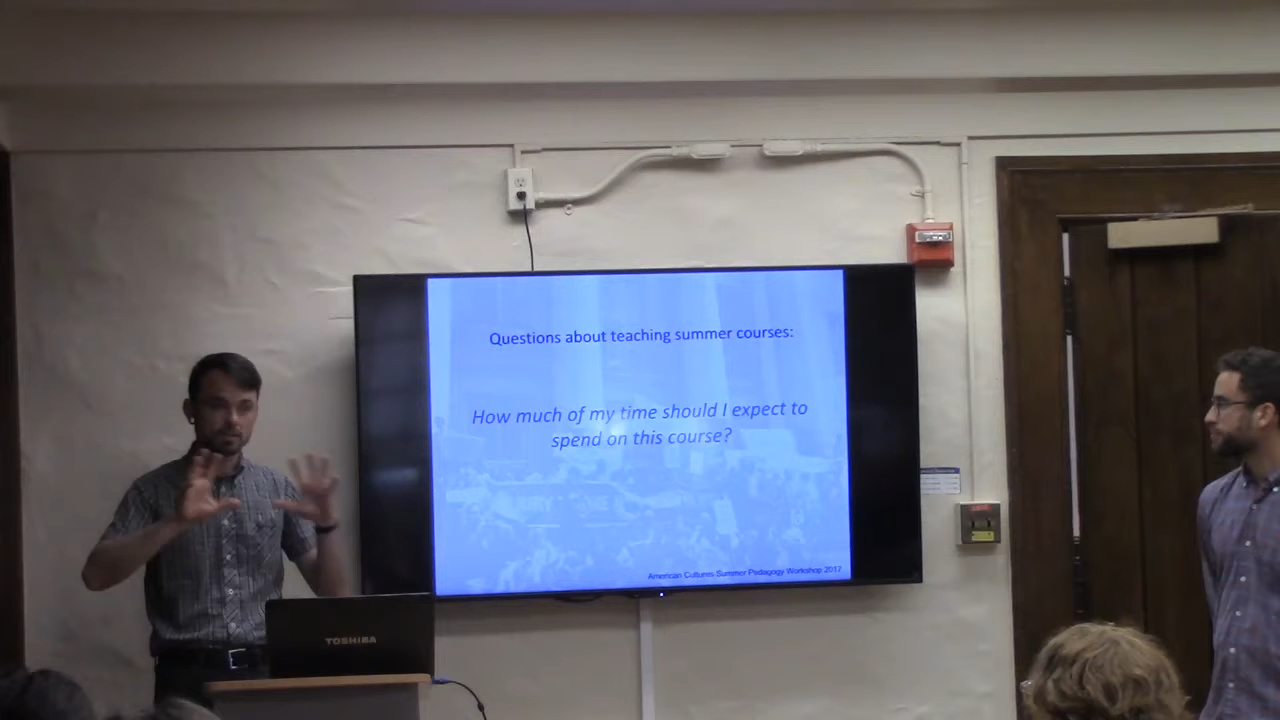 Questions about teaching summer courses:
How much of my time should I expect to
spend on this course?
American Cultures Summer Pedagogy Workshop 2017
TOSHIBA